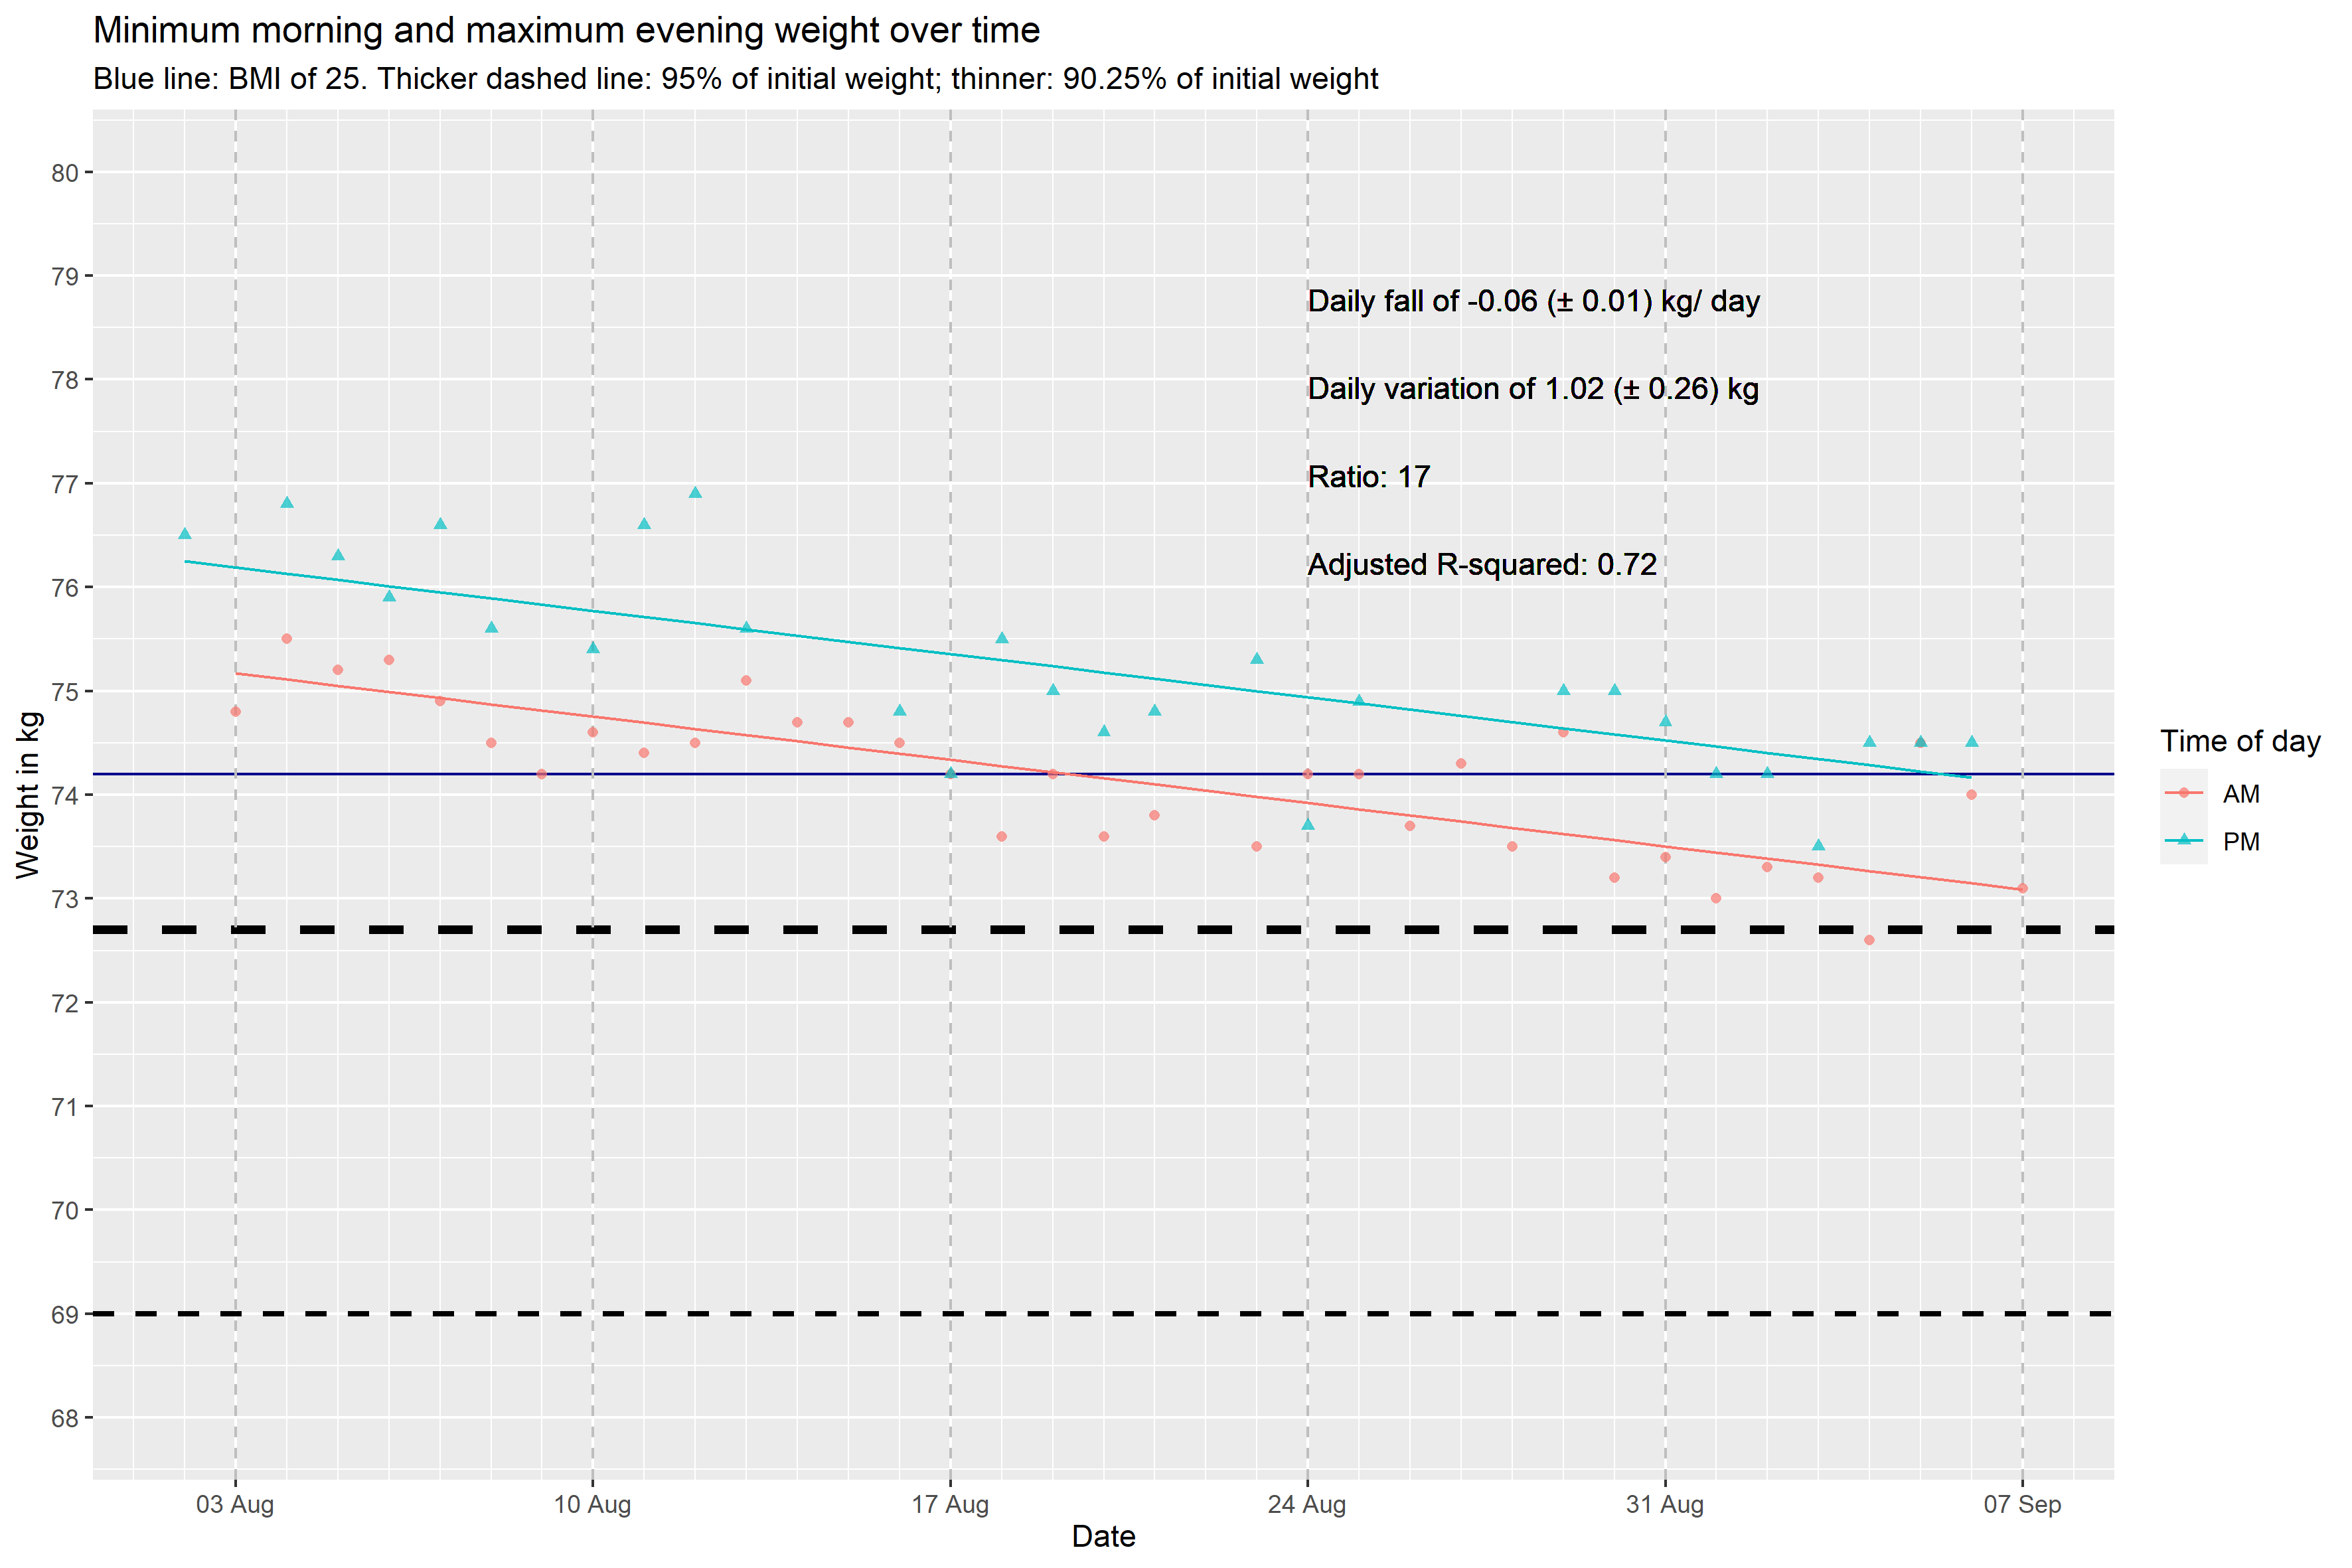 Minimum morning and maximum evening weight over time
Blue line: BMI of 25. Thicker dashed line: 95% of initial weight; thinner: 90.25% of initial weight
80
79
78
77
76
75
74
73
72
71
70
69
68
Weight in kg
Daily fall of -0.06 (± 0.01) kg/ day
Daily variation of 1.02 (± 0.26) kg
Ratio: 17
Adjusted R-squared: 0.72
Time of day
AM
PM
03 Aug
10 Aug
17 Aug
24 Aug
31 Aug
07 Sep
Date